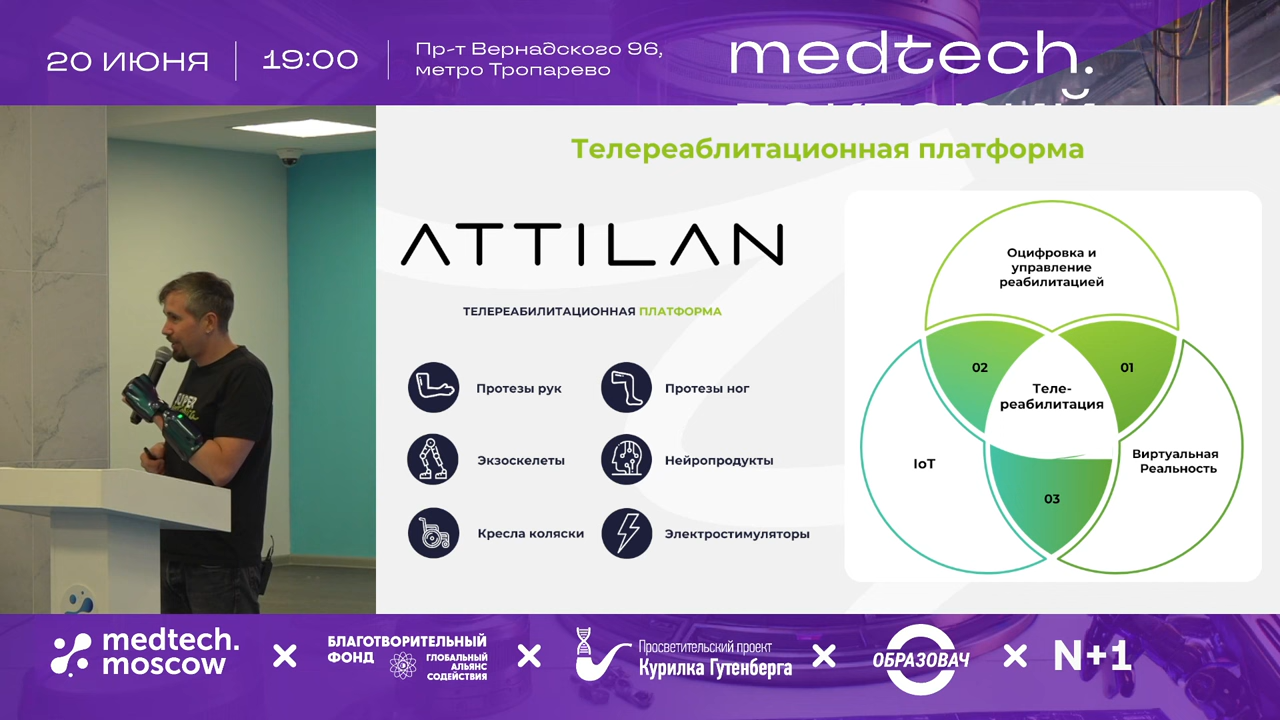 20 ИЮНЯ
19:00
Пр-т Вернадского 96,
метро Тропарево
medtech.
Телереаблитационная платформа
ATTILAN
ТЕЛЕРЕАБИЛИТАЦИОННАЯ ПЛАТФОРМА
Протезы рук
Протезы ног
Экзоскелеты
Нейропродукты
Кресла коляски
Электростимуляторы
Оцифровка и
управление
реабилитацией
02
01
Теле-
реабилитация
IoT
Виртуальная
Реальность
03
medtech.
moscow
БЛАГОТВОРИТЕЛЬНЫЙ
ФОНД
ГЛОБАЛЬНЫЙ
АЛЬЯНС
СОДЕЙСТВИЯ
Просветительский проект
Курилка Гутенберга
ОБРАЗОВАЧ
N+1